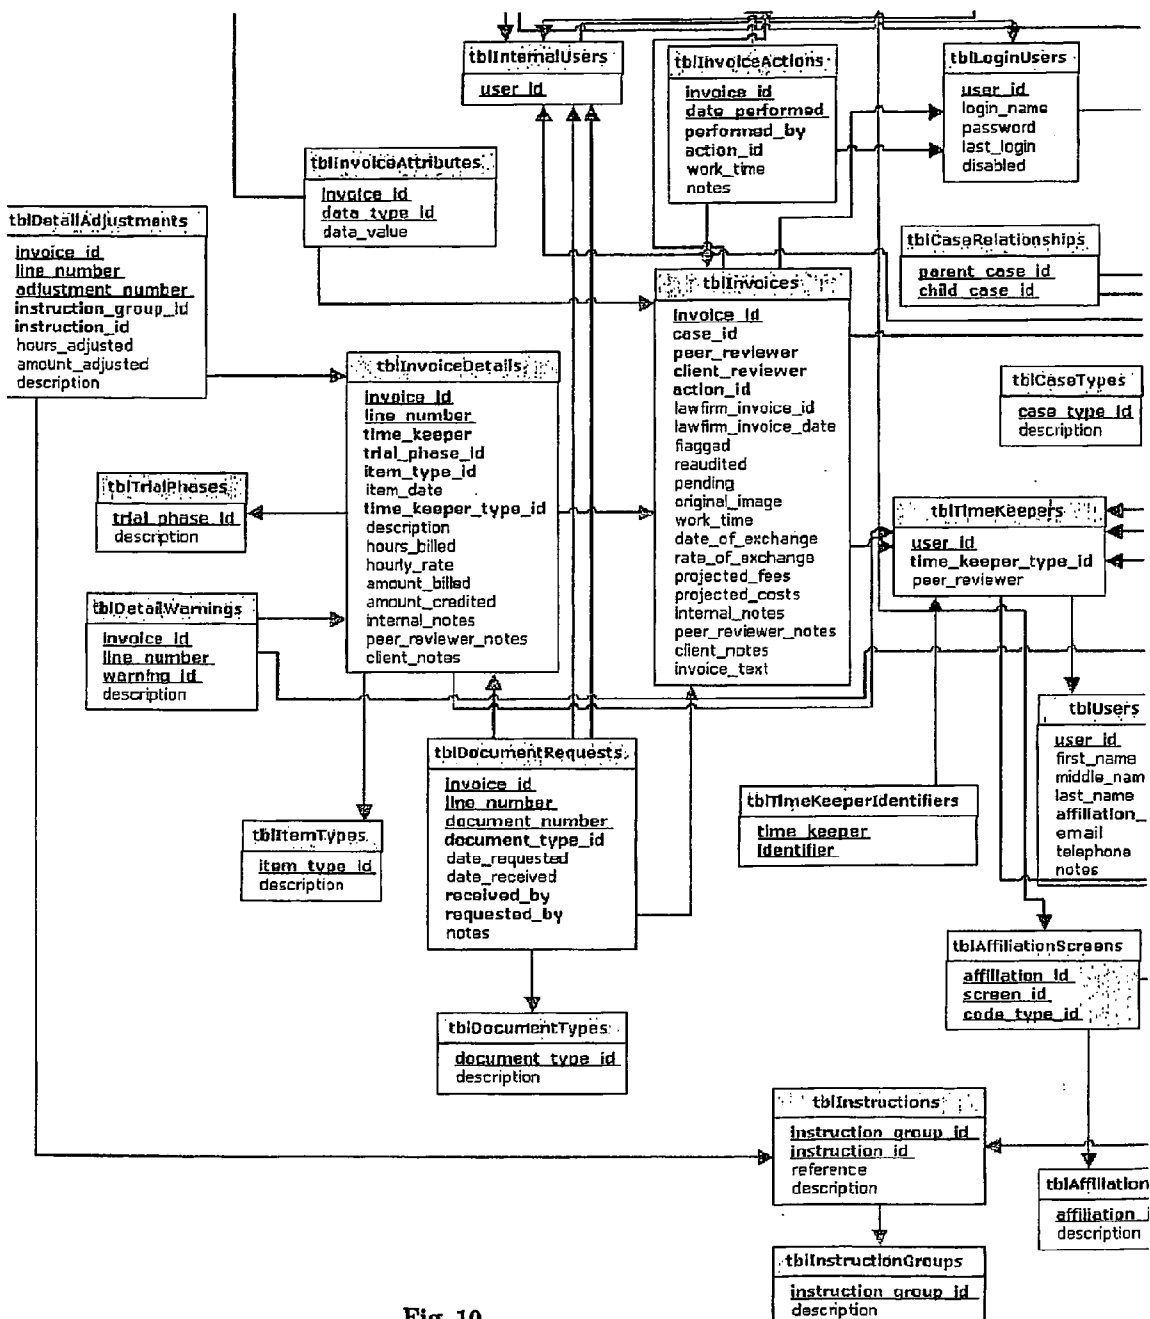 tblInternalUsers
user_id
tblInvoiceActions
invoice_id
date_performed
performed_by
action_id
work_time
notes
tblLoginUsers
user_id
login_name
password
last_login
disabled
tblInvoiceAttributes
invoice_id
data_type_id
data_value
tblDetailAdjustments
invoice_id
line_number
adjustment_number
instruction_group_id
instruction_id
hours_adjusted
amount_adjusted
description
tblCaseRelationships
parent_case_id
child_case_id
tblInvoices
invoice_id
case_id
peer_reviewer
client_reviewer
action_id
lawfirm_invoice_id
lawfirm_invoice_date
flaggad
reaudited
pending
original_image
work_time
date_of_exchange
rate_of_exchange
projected_fees
projected_costs
internal_notes
peer_reviewer_notes
client_notes
invoice_text
tblInvoiceDetails
invoice_id
line_number
time_keeper
trial_phase_id
item_type_id
item_date
time_keeper_type_id
description
hours_billed
hourly_rate
amount_billed
amount_credited
internal_notes
peer_reviewer_notes
client_notes
tblCaseTypes
case_type_id
description
tblTrialPhases
trial_phase_id
description
tblTimeKeepers
user_id
time_keeper_type_id
peer_reviewer
tblDetailWarnings
invoice_id
line_number
warning_id
description
tblUsers
user_id
first_name
middle_nam
last_name
affiliation_
email
telephone
notes
tblDocumentRequests
invoice_id
line_number
document_number
document_type_id
date_requested
date_received
received_by
requested_by
notes
tblTimeKeeperIdentifiers
time_keeper
identifier
tblItemTypes
item_type_id
description
tblAffiliationScreens
affiliation_id
screen_id
code_type_id
tblDocumentTypes
document_type_id
description
tblInstructions
instruction_group_id
instruction_id
reference
description
tblAffiliation
affiliation_i
description
tblInstructionGroups
instruction_group_id
description
Fig. 10